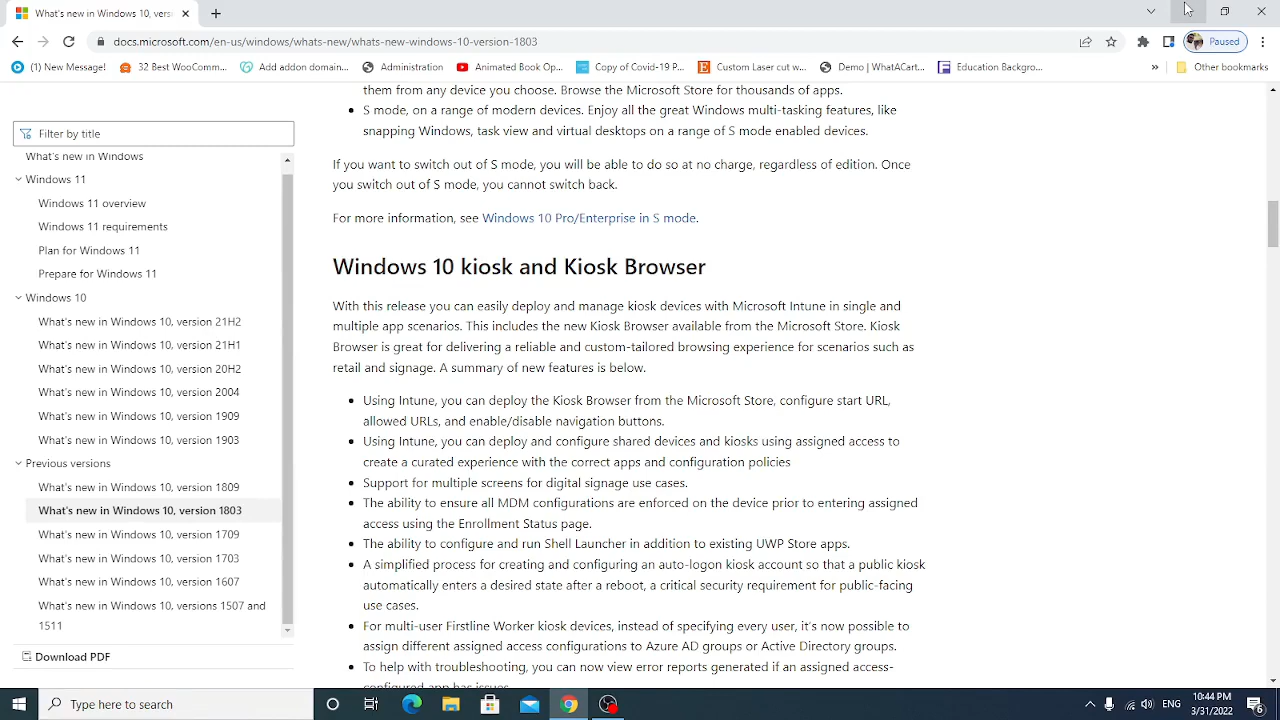 What's new in Windows 10, versi
docs.microsoft.com/en-us/windows/whats-new/whats-new-windows-10-version-1803
Paused
(1) New Message!
32 Best WooComm...
Add addon domain...
Administration
Animated Book Op...
Copy of Covid-19 P...
Custom Laser cut w...
Demo | WhatACart...
Education Backgro...
»
Other bookmarks
Filter by title
What's new in Windows
Windows 11
Windows 11 overview
Windows 11 requirements
Plan for Windows 11
Prepare for Windows 11
Windows 10
What's new in Windows 10, version 21H2
What's new in Windows 10, version 21H1
What's new in Windows 10, version 20H2
What's new in Windows 10, version 2004
What's new in Windows 10, version 1909
What's new in Windows 10, version 1903
Previous versions
What's new in Windows 10, version 1809
What's new in Windows 10, version 1803
What's new in Windows 10, version 1709
What's new in Windows 10, version 1703
What's new in Windows 10, version 1607
What's new in Windows 10, versions 1507 and
1511
Download PDF
them from any device you choose. Browse the Microsoft Store for thousands of apps.
• S mode, on a range of modern devices. Enjoy all the great Windows multi-tasking features, like
snapping Windows, task view and virtual desktops on a range of S mode enabled devices.
If you want to switch out of S mode, you will be able to do so at no charge, regardless of edition. Once
you switch out of S mode, you cannot switch back.
For more information, see Windows 10 Pro/Enterprise in S mode.
Windows 10 kiosk and Kiosk Browser
With this release you can easily deploy and manage kiosk devices with Microsoft Intune in single and
multiple app scenarios. This includes the new Kiosk Browser available from the Microsoft Store. Kiosk
Browser is great for delivering a reliable and custom-tailored browsing experience for scenarios such as
retail and signage. A summary of new features is below.
• Using Intune, you can deploy the Kiosk Browser from the Microsoft Store, configure start URL,
allowed URLs, and enable/disable navigation buttons.
• Using Intune, you can deploy and configure shared devices and kiosks using assigned access to
create a curated experience with the correct apps and configuration policies
• Support for multiple screens for digital signage use cases.
• The ability to ensure all MDM configurations are enforced on the device prior to entering assigned
access using the Enrollment Status page.
• The ability to configure and run Shell Launcher in addition to existing UWP Store apps.
• A simplified process for creating and configuring an auto-logon kiosk account so that a public kiosk
automatically enters a desired state after a reboot, a critical security requirement for public-facing
use cases.
• For multi-user Firstline Worker kiosk devices, instead of specifying every user, it's now possible to
assign different assigned access configurations to Azure AD groups or Active Directory groups.
• To help with troubleshooting, you can now view error reports generated if an assigned access-
configured app has issues.
Type here to search
ENG
10:44 PM
3/31/2022
6